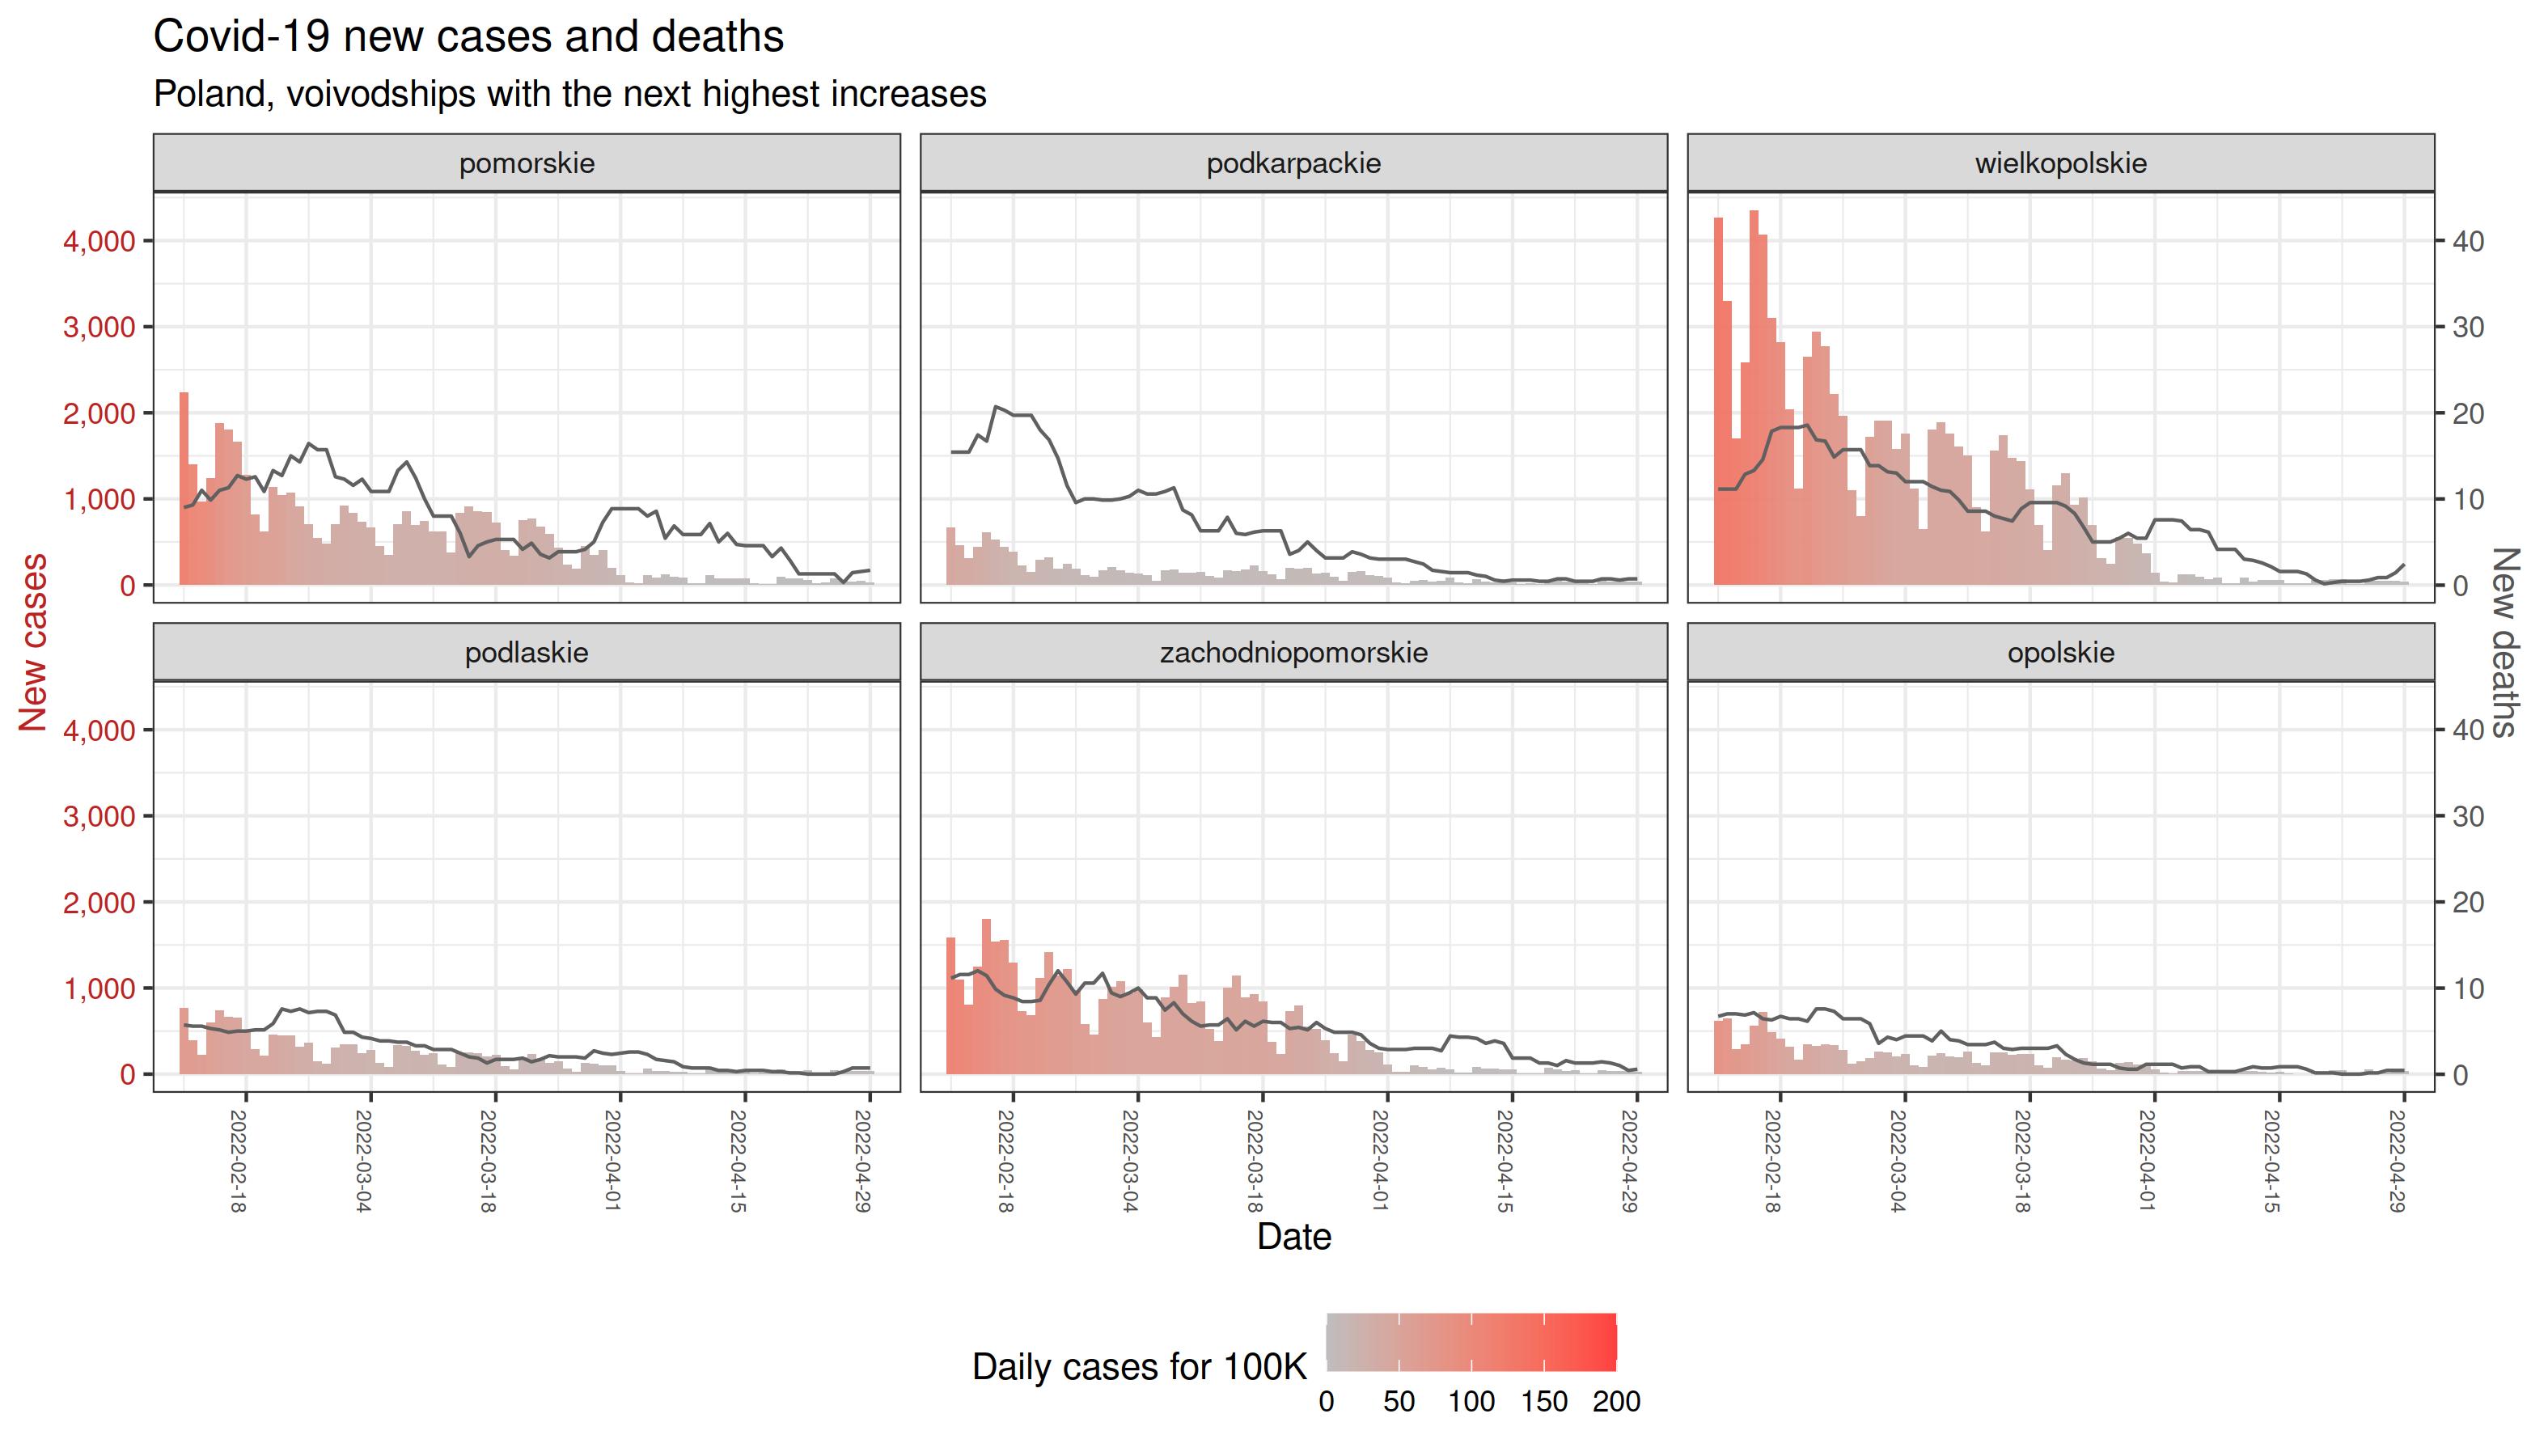 Covid-19 new cases and deaths
Poland, voivodships with the next highest increases
pomorskie
podkarpackie
wielkopolskie
4,000
3,000
2,000
1,000
0
40
30
20
10
0
New cases
New deaths
podlaskie
zachodniopomorskie
opolskie
4,000
3,000
2,000
1,000
0
40
30
20
10
0
2022-02-18
2022-03-04
2022-03-18
2022-04-01
2022-04-15
2022-04-29
2022-02-18
2022-03-04
2022-03-18
2022-04-01
2022-04-15
2022-04-29
2022-02-18
2022-03-04
2022-03-18
2022-04-01
2022-04-15
2022-04-29
Date
Daily cases for 100K
0 50 100 150 200